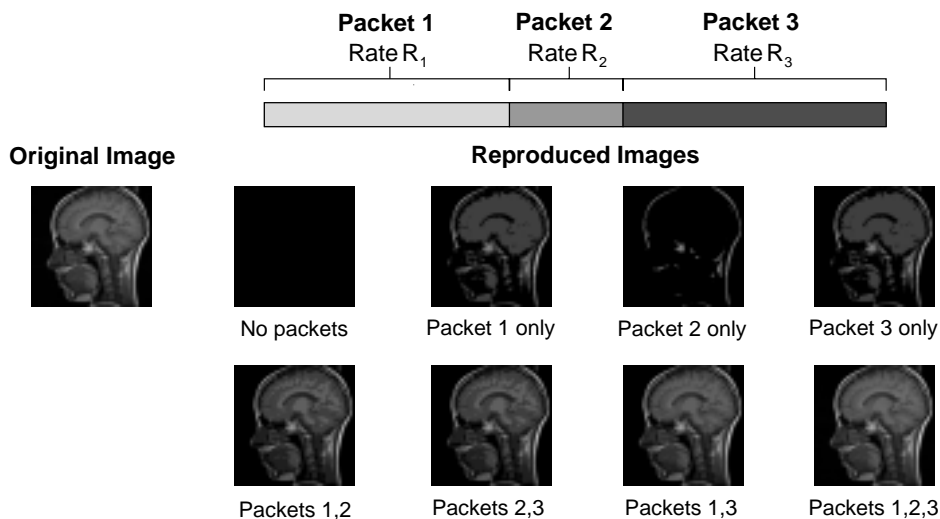 Packet 1 Packet 2 Packet 3
Rate R₁ Rate R₂ Rate R₃
Original Image Reproduced Images
No packets Packet 1 only Packet 2 only Packet 3 only
Packets 1,2 Packets 2,3 Packets 1,3 Packets 1,2,3